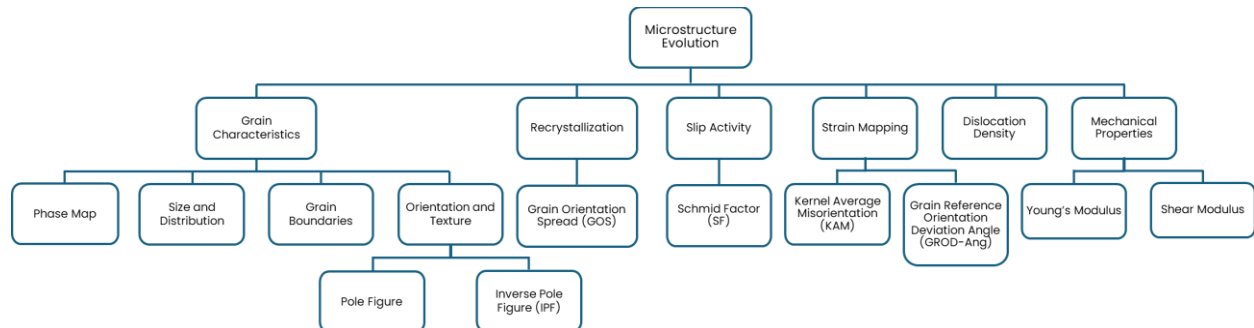 Microstructure
Evolution
Grain
Characteristics
Recrystallization
Slip Activity
Strain Mapping
Dislocation
Density
Mechanical
Properties
Phase Map
Size and
Distribution
Grain
Boundaries
Orientation and
Texture
Grain Orientation
Spread (GOS)
Schmid Factor
(SF)
Kernel Average
Misorientation
(KAM)
Grain Reference
Orientation
Deviation Angle
(GROD-Ang)
Young's Modulus
Shear Modulus
Pole Figure
Inverse Pole
Figure (IPF)